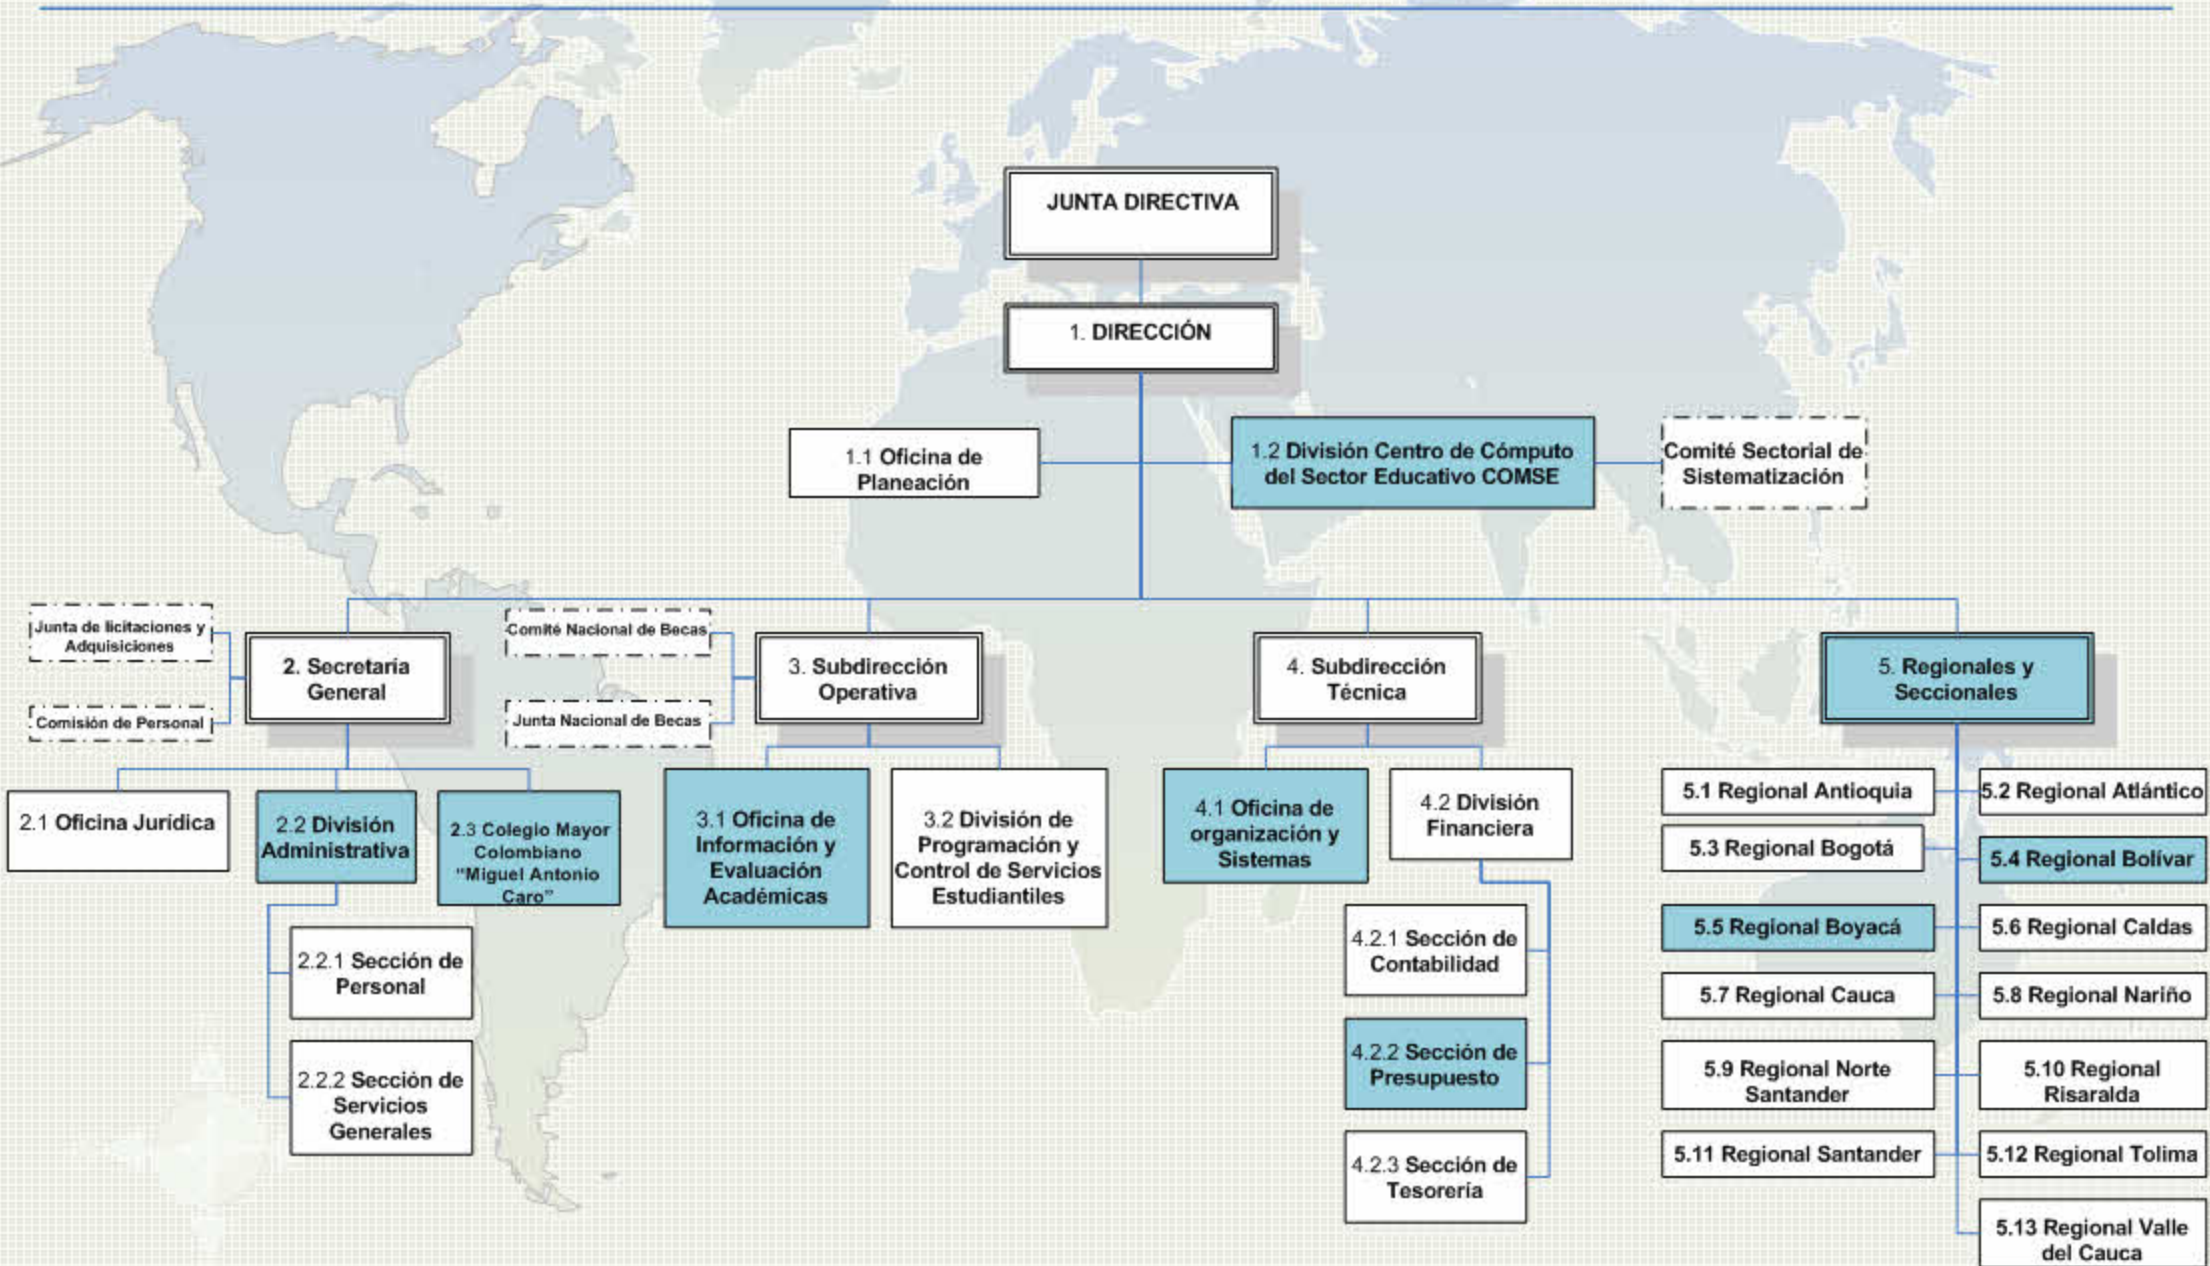 JUNTA DIRECTIVA
1. DIRECCIÓN
1.1 Oficina de
Planeación
1.2 División Centro de Cómputo
del Sector Educativo COMSE
Comité Sectorial de
Sistematización
Junta de licitaciones y
Adquisiciones
Comisión de Personal
2. Secretaría
General
Comité Nacional de Becas
Junta Nacional de Becas
3. Subdirección
Operativa
4. Subdirección
Técnica
5. Regionales y
Seccionales
2.1 Oficina Jurídica
2.2 División
Administrativa
2.3 Colegio Mayor
Colombiano
“Miguel Antonio
Caro”
3.1 Oficina de
Información y
Evaluación
Académicas
3.2 División de
Programación y
Control de Servicios
Estudiantiles
4.1 Oficina de
organización y
Sistemas
4.2 División
Financiera
2.2.1 Sección de
Personal
2.2.2 Sección de
Servicios
Generales
4.2.1 Sección de
Contabilidad
4.2.2 Sección de
Presupuesto
4.2.3 Sección de
Tesorería
5.1 Regional Antioquia
5.2 Regional Atlántico
5.3 Regional Bogotá
5.4 Regional Bolívar
5.5 Regional Boyacá
5.6 Regional Caldas
5.7 Regional Cauca
5.8 Regional Nariño
5.9 Regional Norte
Santander
5.10 Regional
Risaralda
5.11 Regional Santander
5.12 Regional Tolima
5.13 Regional Valle
del Cauca